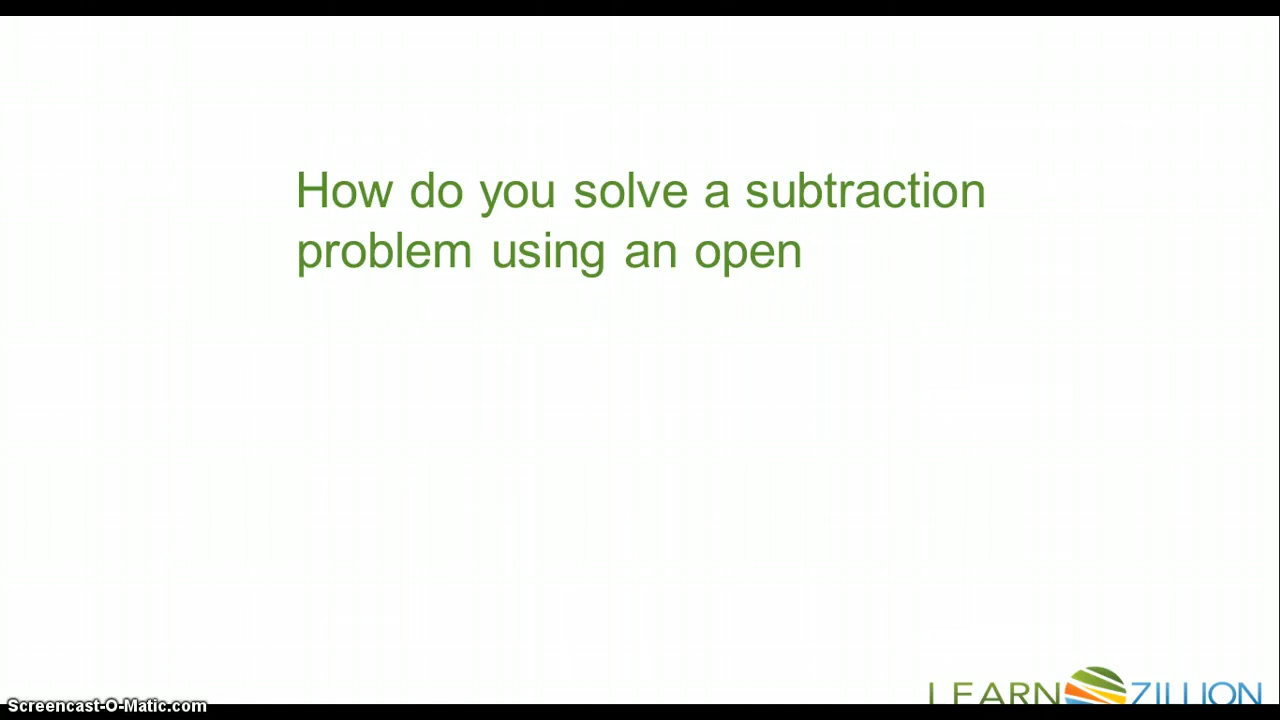 How do you solve a subtraction
problem using an open
LEARNZILLION
Screencast-O-Matic.com